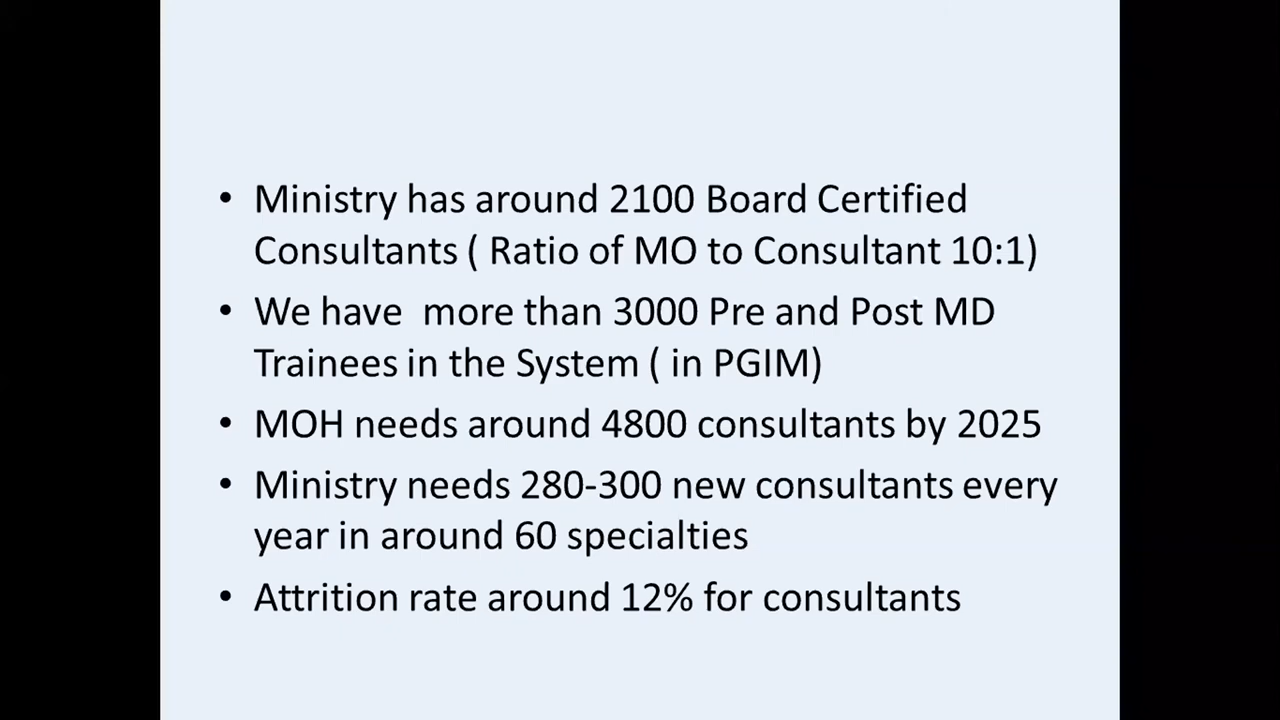 • Ministry has around 2100 Board Certified
Consultants ( Ratio of MO to Consultant 10:1)
• We have  more than 3000 Pre and Post MD
Trainees in the System ( in PGIM)
• MOH needs around 4800 consultants by 2025
• Ministry needs 280-300 new consultants every
year in around 60 specialties
• Attrition rate around 12% for consultants